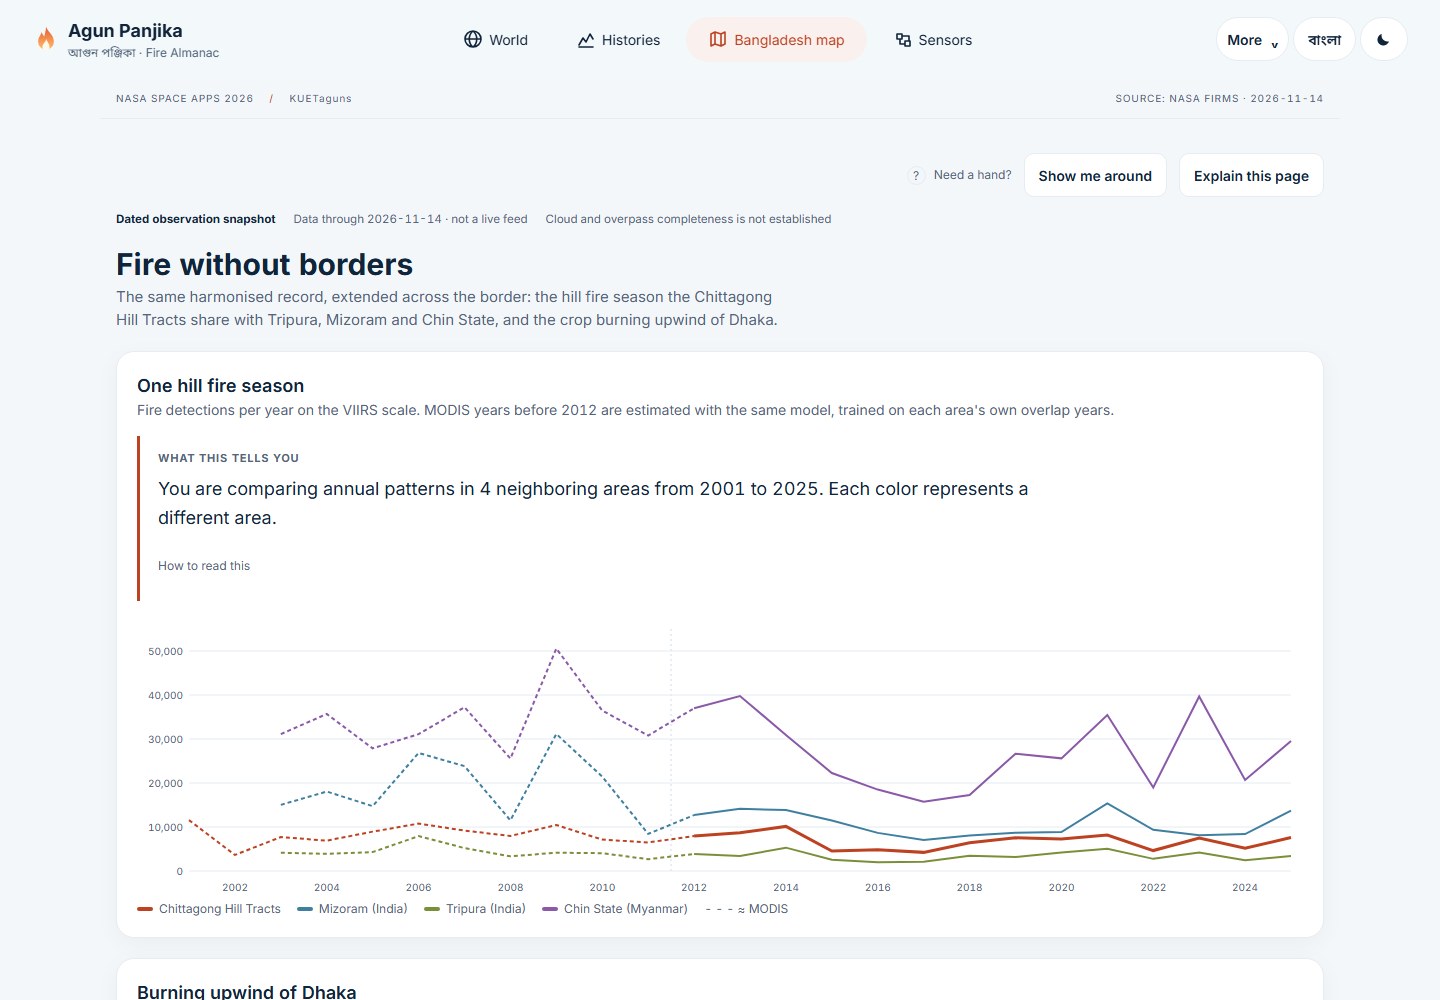 Agun Panjika
আগুন পঞ্জিকা · Fire Almanac
World
Histories
Bangladesh map
Sensors
More
বাংলা
NASA SPACE APPS 2026 / KUETaguns
SOURCE: NASA FIRMS · 2026-11-14
? Need a hand?
Show me around
Explain this page
Dated observation snapshot
Data through 2026-11-14 · not a live feed
Cloud and overpass completeness is not established
Fire without borders
The same harmonised record, extended across the border: the hill fire season the Chittagong
Hill Tracts share with Tripura, Mizoram and Chin State, and the crop burning upwind of Dhaka.
One hill fire season
Fire detections per year on the VIIRS scale. MODIS years before 2012 are estimated with the same model, trained on each area's own overlap years.
WHAT THIS TELLS YOU
You are comparing annual patterns in 4 neighboring areas from 2001 to 2025. Each color represents a
different area.
How to read this
50,000
40,000
30,000
20,000
10,000
0
2002 2004 2006 2008 2010 2012 2014 2016 2018 2020 2022 2024
Chittagong Hill Tracts
Mizoram (India)
Tripura (India)
Chin State (Myanmar)
- - - ≈ MODIS
Burning upwind of Dhaka